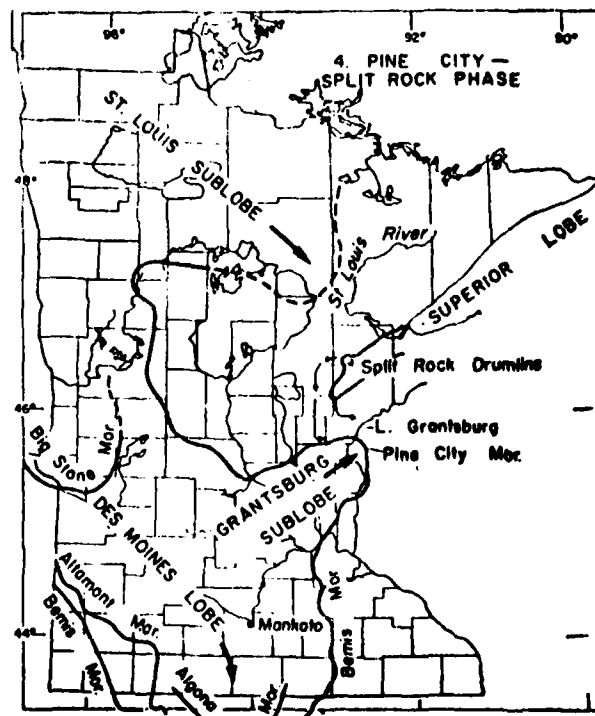 96
92
90
4. PINE CITY —
SPLIT ROCK PHASE
ST. LOUIS
SUBLOBE
48°
River
St Louis
SUPERIOR LOBE
Split Rock Drumlins
46°
L. Grantsburg
Pine City Mor.
Big Stone Mor
GRANTSBURG
SUBLOBE
DES MOINES LOBE
Altamont Mar.
Bemis Mor.
44°
Mankato
Bemis Mor
Algona Mor